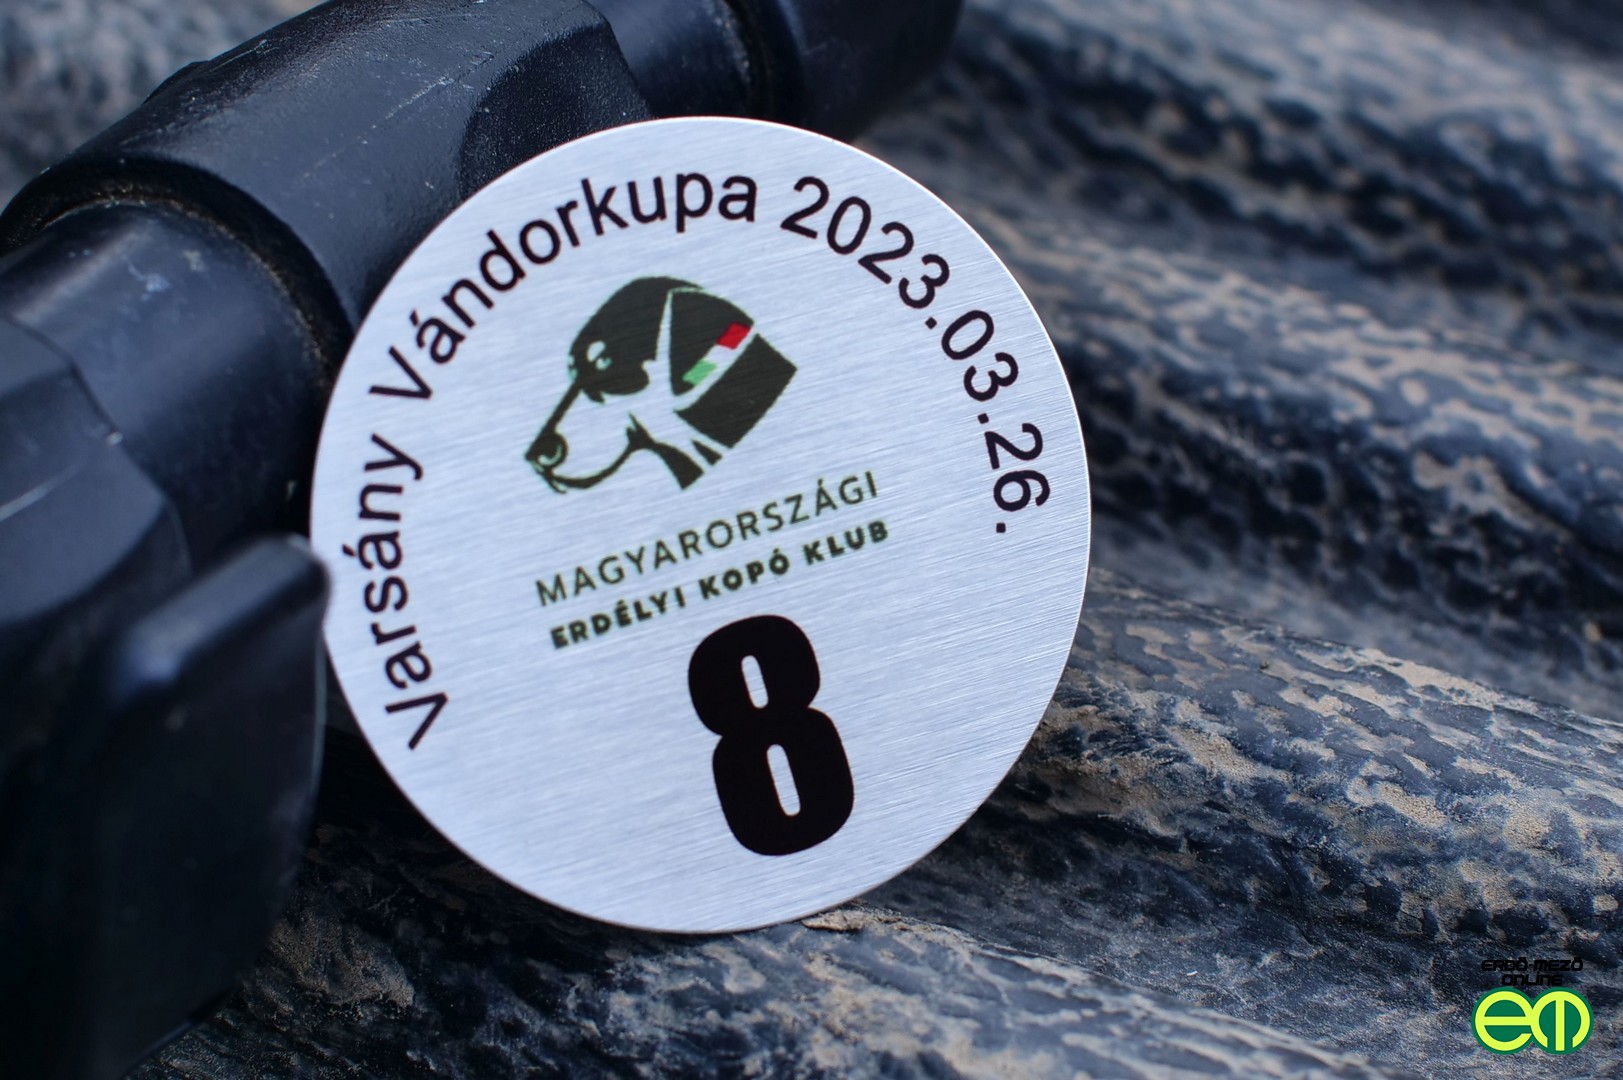 Varsány Vándorkupa 2023.03.26.
MAGYARORSZÁGI
ERDÉLYI KOPÓ KLUB
8
ERDŐ-MEZŐ
ONLINE
em